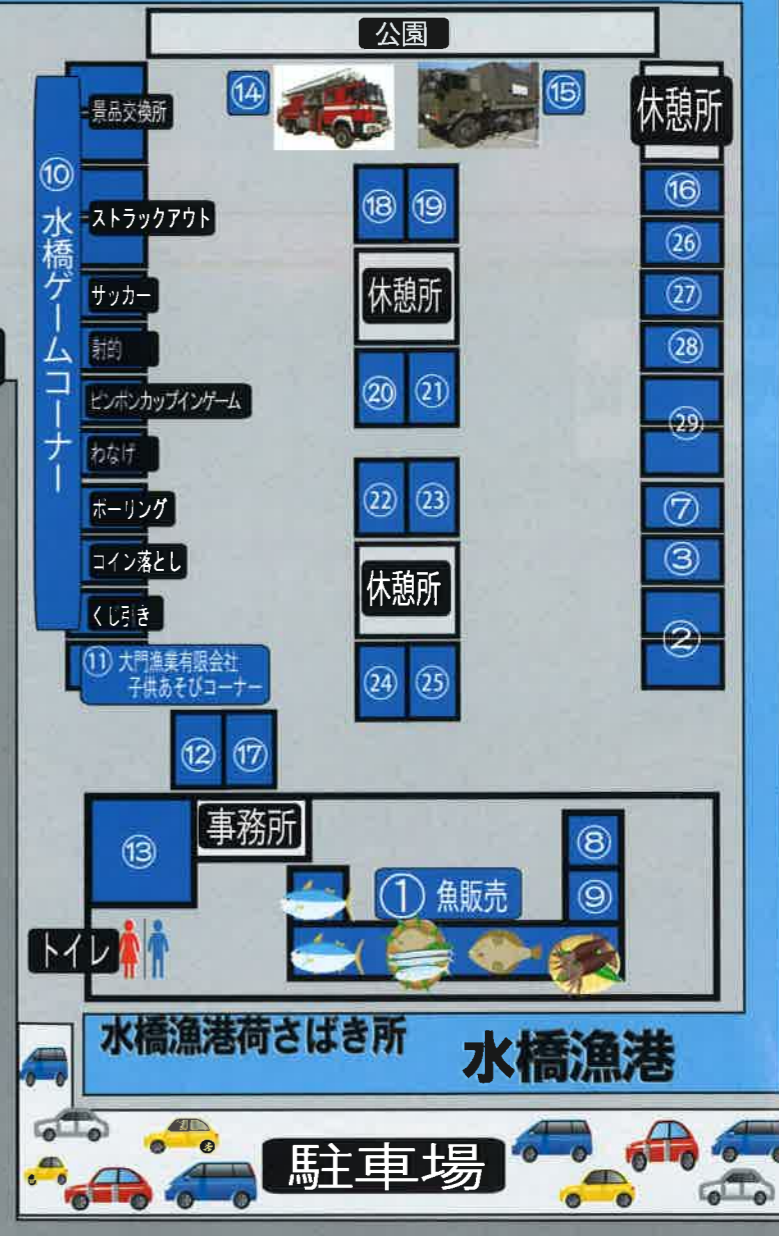 公園
⑭
⑮
休憩所
景品交換所
⑩ 水橋ゲームコーナー
ストラックアウト
サッカー
射的
ピンポンカップインゲーム
わなげ
ボーリング
コイン落とし
くじ引き
⑪ 大門漁業有限会社
子供あそびコーナー
⑱ ⑲
休憩所
⑳ ㉑
㉒ ㉓
休憩所
㉔ ㉕
⑯
㉖
㉗
㉘
㉙
⑦
③
②
⑫ ⑰
⑬
事務所
⑧
① 魚販売
⑨
トイレ
水橋漁港荷さばき所
水橋漁港
駐車場